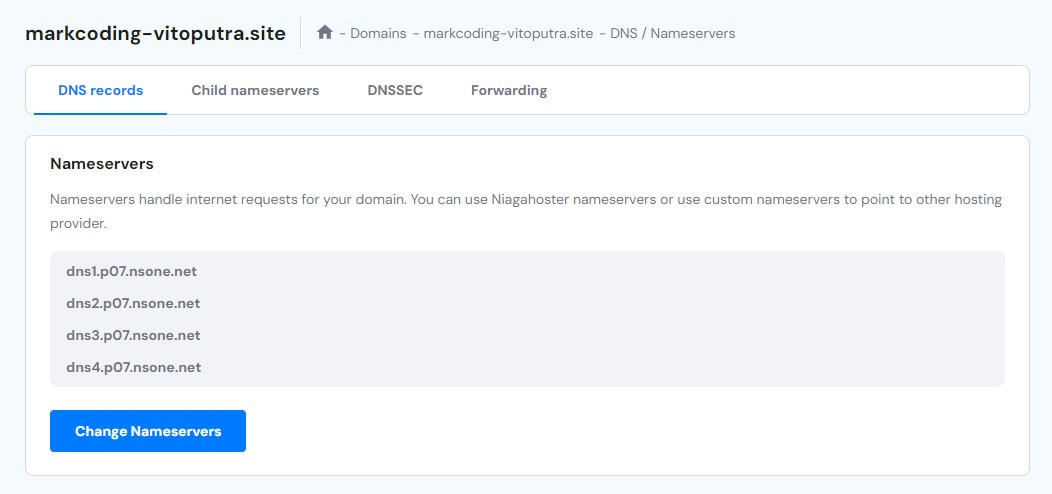 markcoding-vitoputra.site
- Domains - markcoding-vitoputra.site - DNS / Nameservers
DNS records Child nameservers DNSSEC Forwarding
Nameservers
Nameservers handle internet requests for your domain. You can use Niagahoster nameservers or use custom nameservers to point to other hosting
provider.
dns1.p07.nsone.net
dns2.p07.nsone.net
dns3.p07.nsone.net
dns4.p07.nsone.net
Change Nameservers